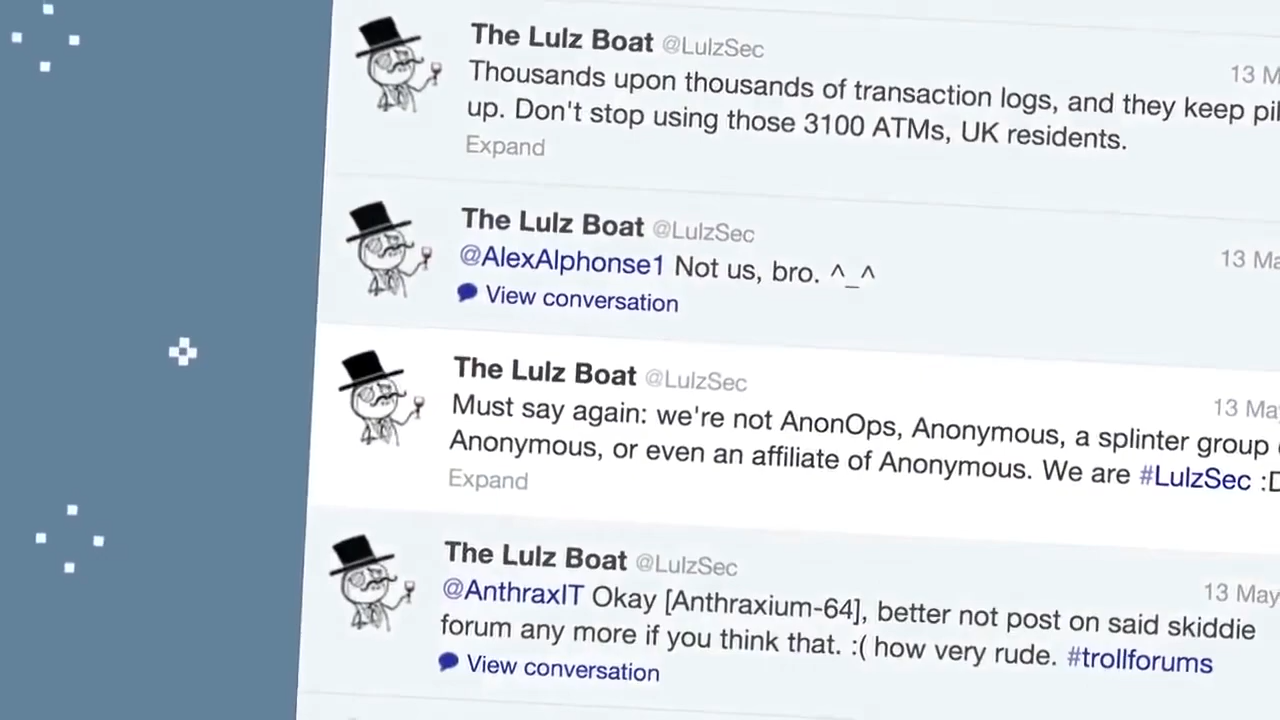 The Lulz Boat @LulzSec
13 M
Thousands upon thousands of transaction logs, and they keep pil
up. Don't stop using those 3100 ATMs, UK residents.
Expand
The Lulz Boat @LulzSec
13 Ma
@AlexAlphonse1 Not us, bro. ^_^
View conversation
The Lulz Boat @LulzSec
13 May
Must say again: we're not AnonOps, Anonymous, a splinter group
Anonymous, or even an affiliate of Anonymous. We are #LulzSec :D
Expand
The Lulz Boat @LulzSec
13 May
@AnthraxIT Okay [Anthraxium-64], better not post on said skiddie
forum any more if you think that. :( how very rude. #trollforums
View conversation